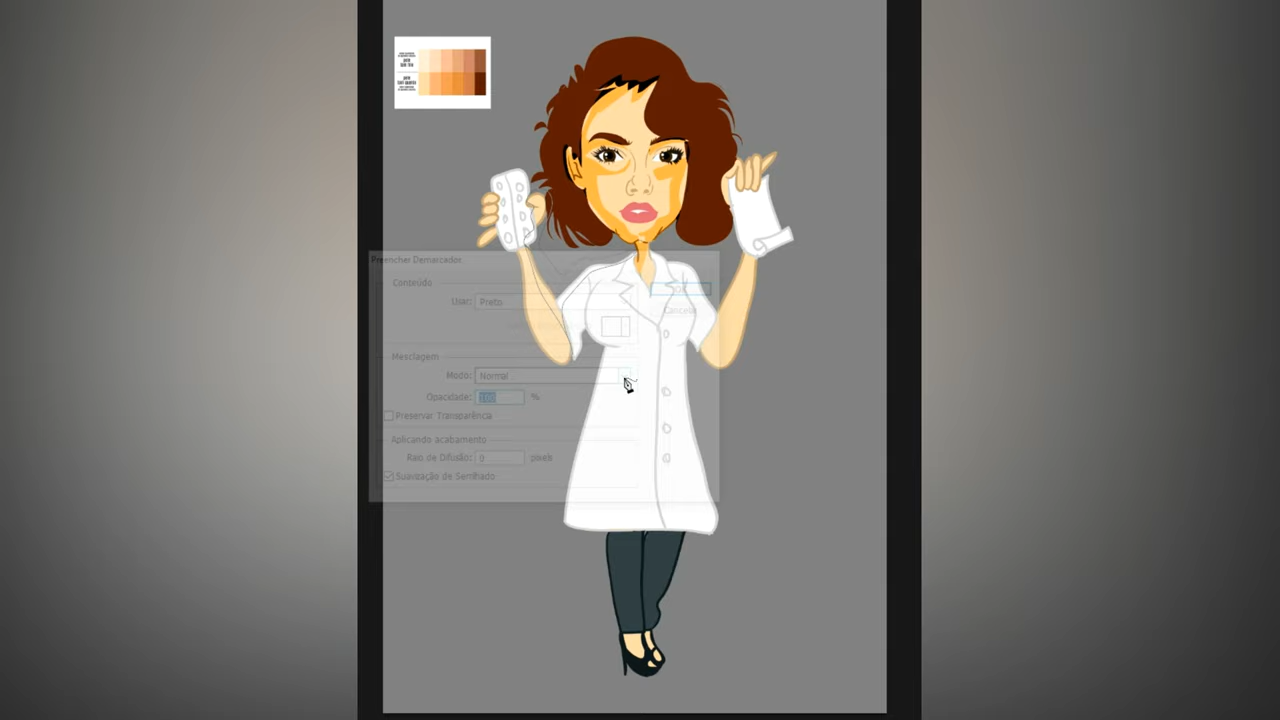 Preencher Demarcador
Conteúdo
OK
Usar: Preto
Cancelar
Mesclagem
Modo: Normal
Opacidade: 100 %
Preservar Transparência
Aplicando acabamento
Raio de Difusão: 0 pixels
Suavização de Serrilhado